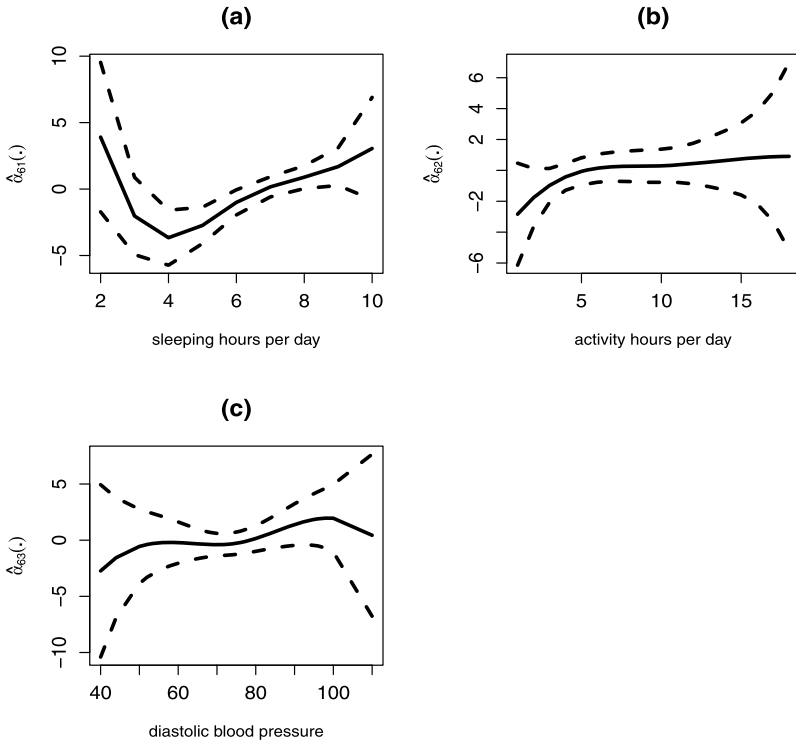 (a)
10
5
0
−5
α̂₆₁(.)
2 4 6 8 10
sleeping hours per day
(b)
6
4
2
−2
−6
α̂₆₂(.)
5 10 15
activity hours per day
(c)
5
0
−5
−10
α̂₆₃(.)
40 60 80 100
diastolic blood pressure